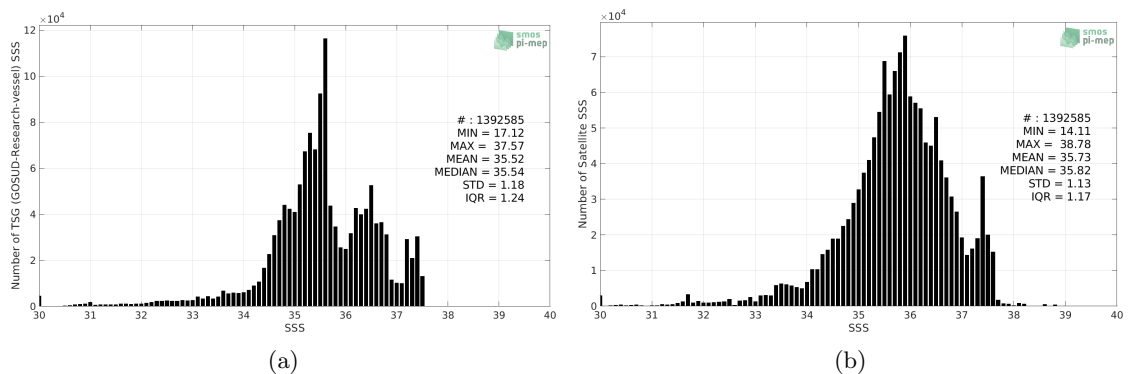 ×10⁴
smos
pi-mep
Number of TSG (GOSUD-Research-vessel) SSS
12
10
8
6
4
2
0
# : 1392585
MIN = 17.12
MAX = 37.57
MEAN = 35.52
MEDIAN = 35.54
STD = 1.18
IQR = 1.24
30 31 32 33 34 35 36 37 38 39 40
SSS
(a)
×10⁴
smos
pi-mep
Number of Satellite SSS
7
6
5
4
3
2
1
0
# : 1392585
MIN = 14.11
MAX = 38.78
MEAN = 35.73
MEDIAN = 35.82
STD = 1.13
IQR = 1.17
30 31 32 33 34 35 36 37 38 39 40
SSS
(b)